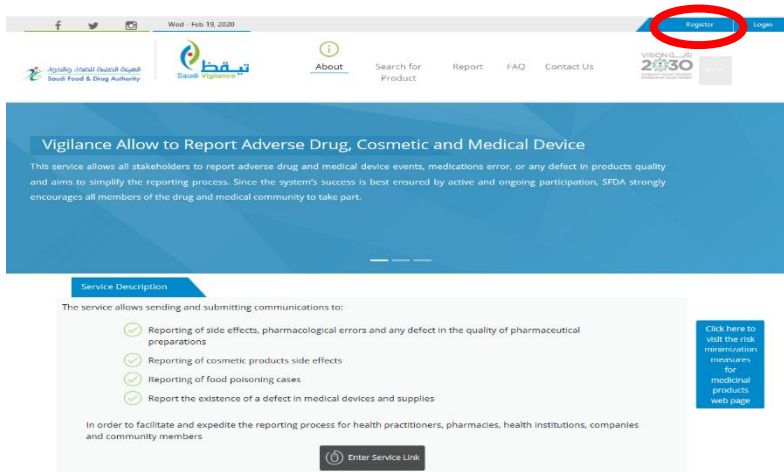 Wed - Feb 19, 2020
Register
Login
الهيئة العامة للغذاء والدواء
Saudi Food & Drug Authority
تيقظ
Saudi Vigilance
About
Search for
Product
Report
FAQ
Contact Us
VISION رؤية
2030
Vigilance Allow to Report Adverse Drug, Cosmetic and Medical Device
This service allows all stakeholders to report adverse drug and medical device events, medications error, or any defect in products quality
and aims to simplify the reporting process. Since the system's success is best ensured by active and ongoing participation, SFDA strongly
encourages all members of the drug and medical community to take part.
Service Description
The service allows sending and submitting communications to:
Reporting of side effects, pharmacological errors and any defect in the quality of pharmaceutical
preparations
Reporting of cosmetic products side effects
Reporting of food poisoning cases
Report the existence of a defect in medical devices and supplies
In order to facilitate and expedite the reporting process for health practitioners, pharmacies, health institutions, companies
and community members
Enter Service Link
Click here to
visit the risk
minimization
measures
for
medicinal
products
web page